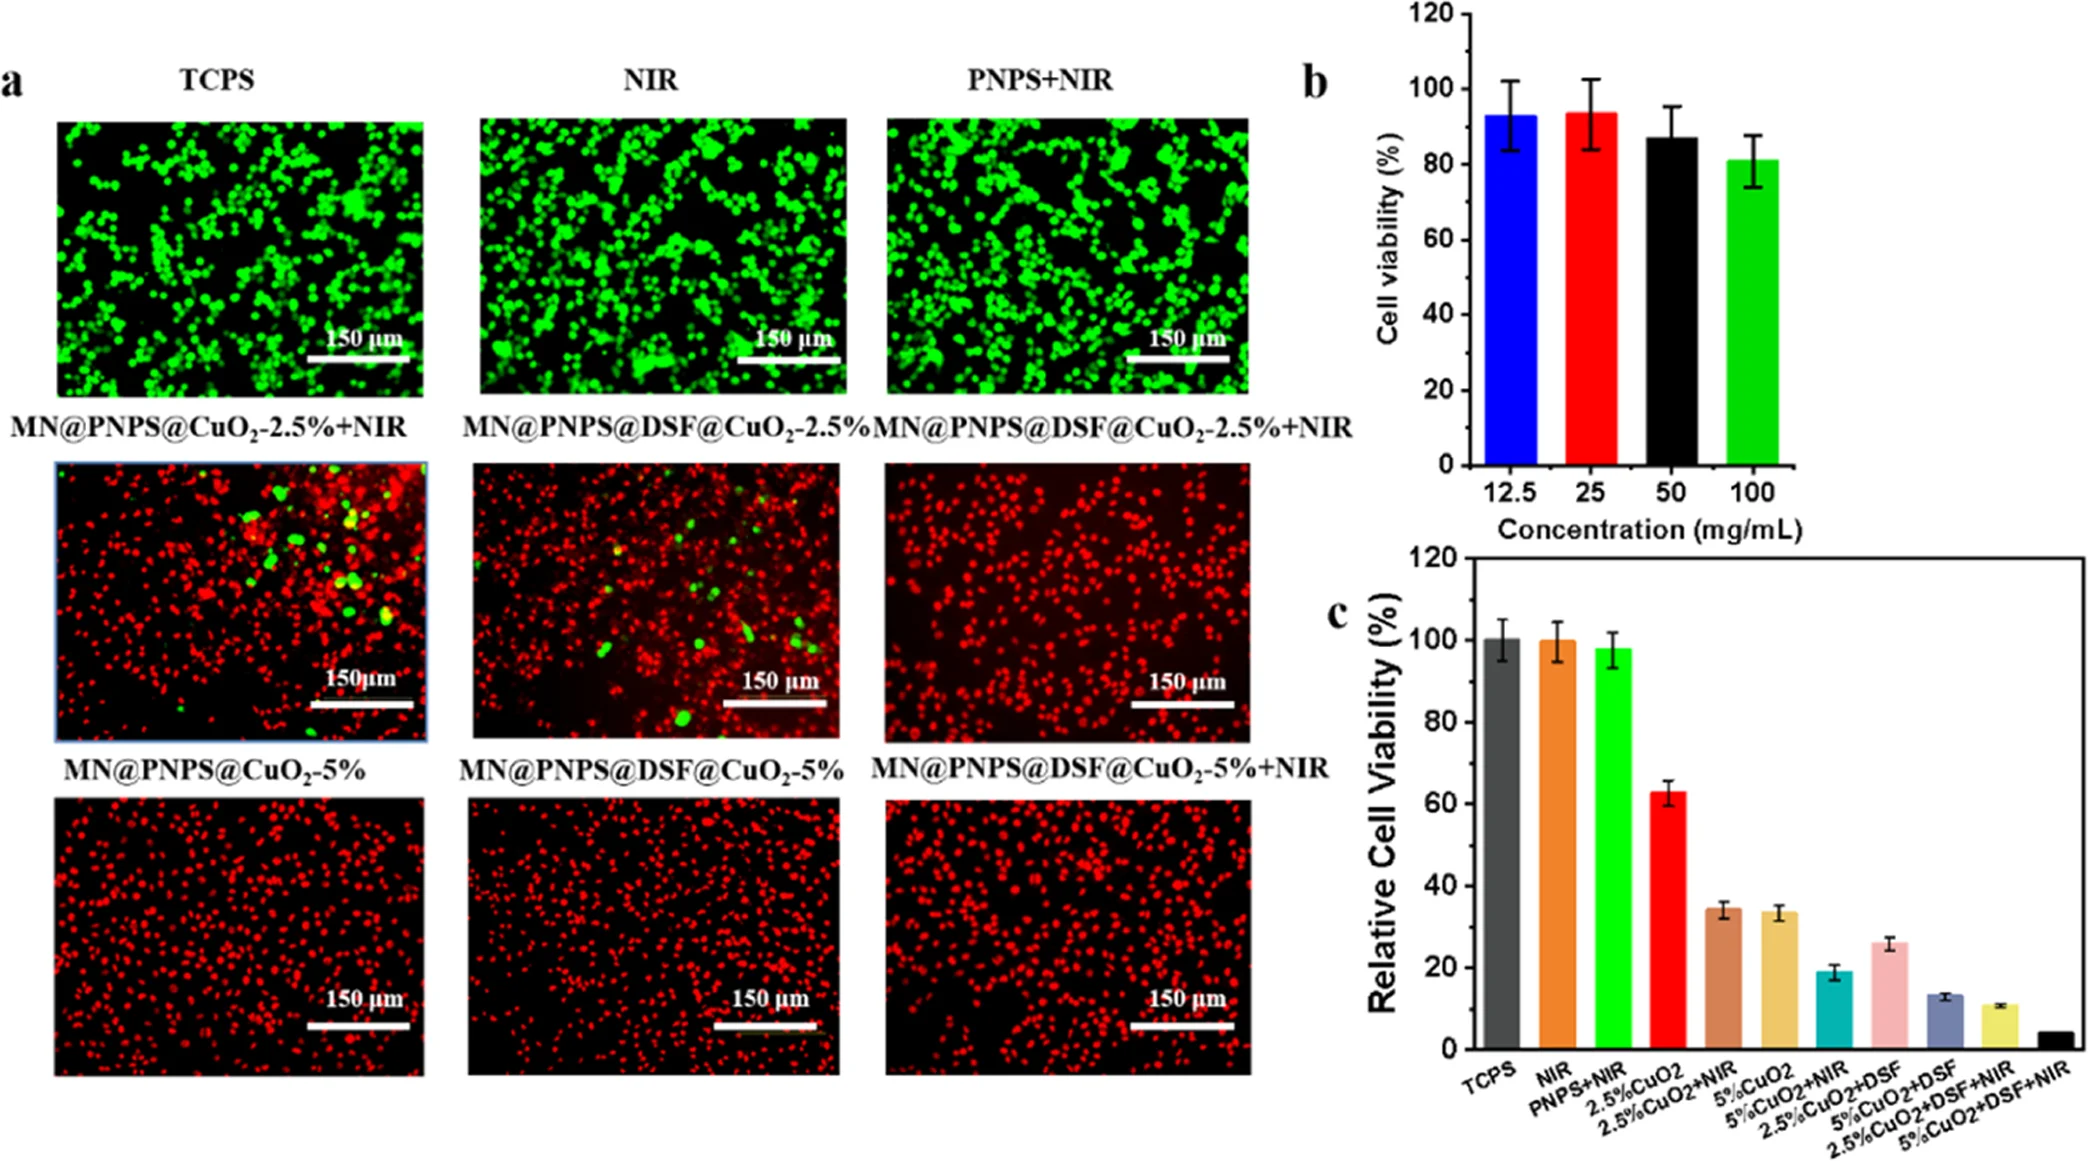 a
TCPS
NIR
PNPS+NIR
150 μm
150 μm
150 μm
MN@PNPS@CuO₂-2.5%+NIR
MN@PNPS@DSF@CuO₂-2.5%
MN@PNPS@DSF@CuO₂-2.5%+NIR
150μm
150 μm
150 μm
MN@PNPS@CuO₂-5%
MN@PNPS@DSF@CuO₂-5%
MN@PNPS@DSF@CuO₂-5%+NIR
150 μm
150 μm
150 μm
b
Cell viability (%)
120
100
80
60
40
20
0
12.5
25
50
100
Concentration (mg/mL)
c
Relative Cell Viability (%)
120
100
80
60
40
20
0
TCPS
NIR
PNPS+NIR
2.5%CuO₂
2.5%CuO₂+NIR
5%CuO₂
5%CuO₂+NIR
2.5%CuO₂+DSF
5%CuO₂+DSF
2.5%CuO₂+DSF+NIR
5%CuO₂+DSF+NIR